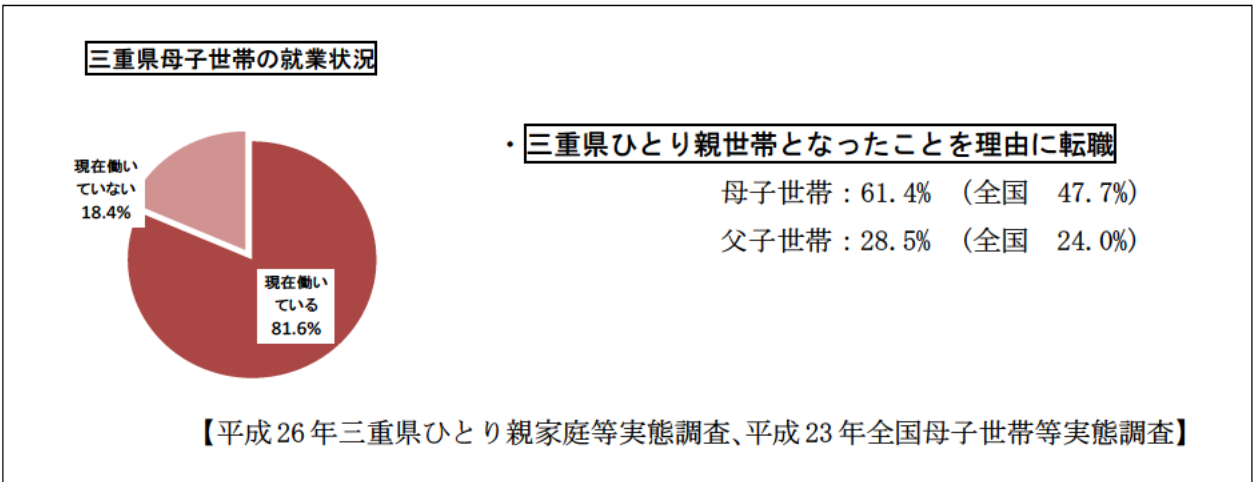 三重県母子世帯の就業状況
現在働い
ていない
18.4%
現在働い
ている
81.6%
・三重県ひとり親世帯となったことを理由に転職
母子世帯：61.4% （全国　47.7%）
父子世帯：28.5% （全国　24.0%）
【平成26年三重県ひとり親家庭等実態調査、平成23年全国母子世帯等実態調査】